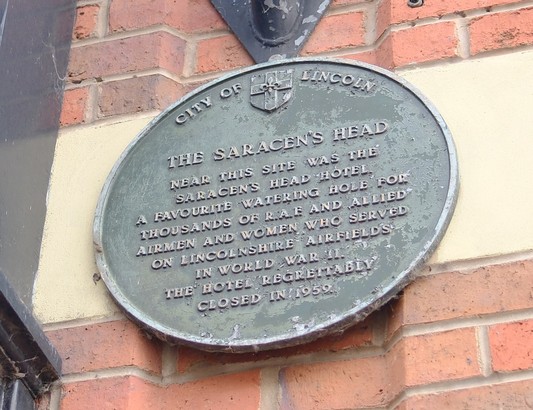 CITY OF LINCOLN
THE SARACEN'S HEAD
NEAR THIS SITE WAS THE
SARACEN'S HEAD HOTEL,
A FAVOURITE WATERING HOLE FOR
THOUSANDS OF R.A.F. AND ALLIED
AIRMEN AND WOMEN WHO SERVED
ON LINCOLNSHIRE AIRFIELDS
IN WORLD WAR II.
THE HOTEL REGRETTABLY
CLOSED IN 1959.